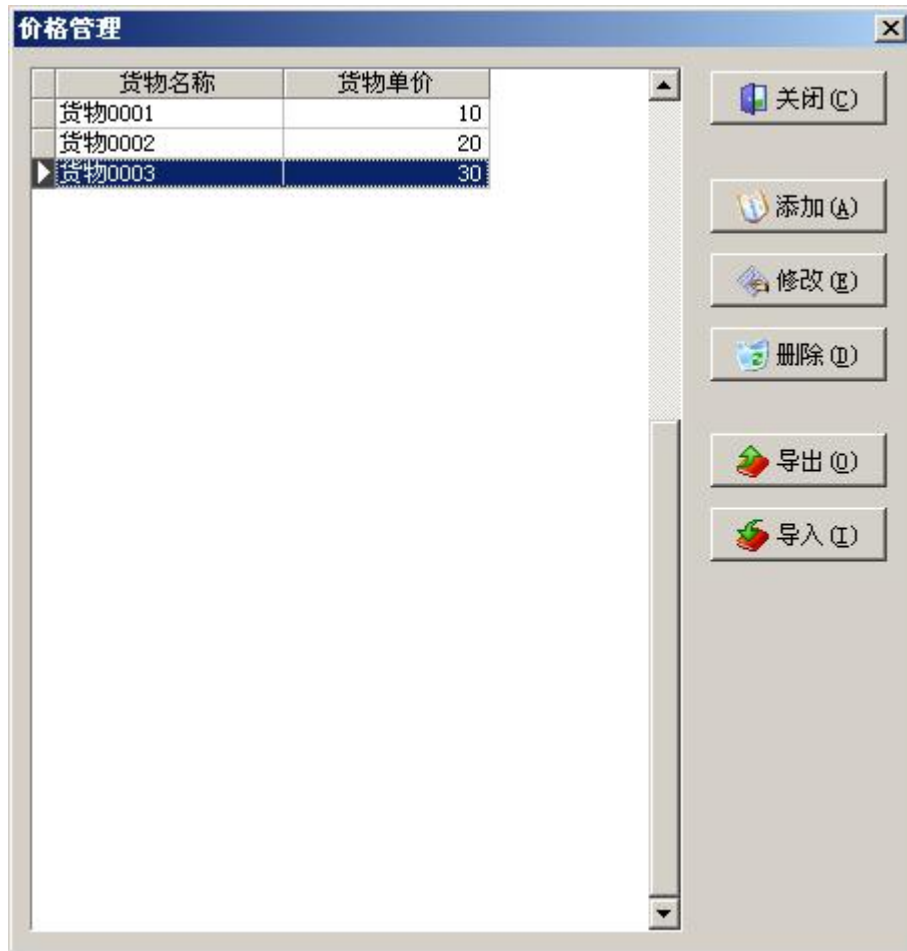 价格管理
货物名称 货物单价
货物0001 10
货物0002 20
货物0003 30
关闭(C)
添加(A)
修改(E)
删除(D)
导出(O)
导入(I)